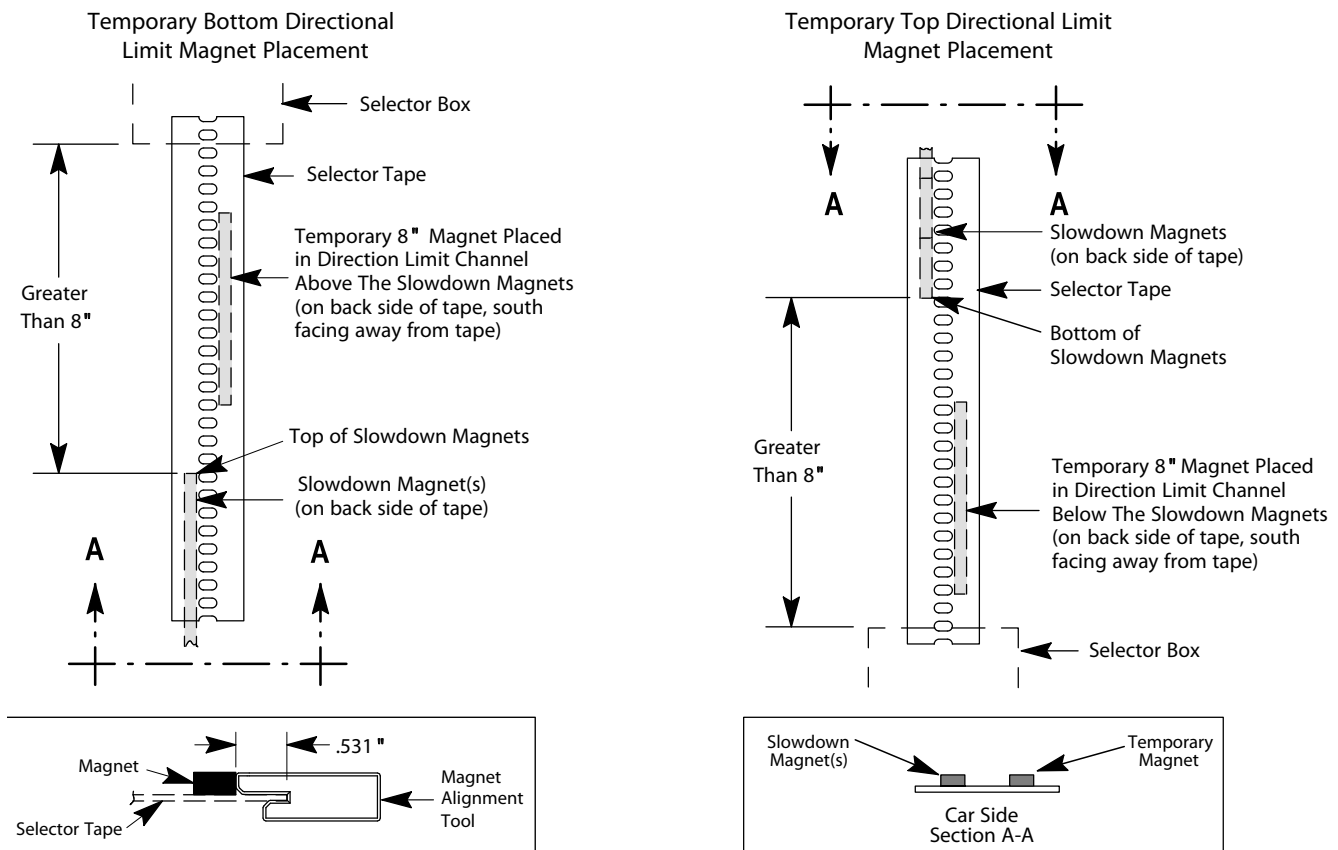 Temporary Bottom Directional
Limit Magnet Placement
Selector Box
Selector Tape
Temporary 8" Magnet Placed
in Direction Limit Channel
Above The Slowdown Magnets
(on back side of tape, south
facing away from tape)
Greater
Than 8"
Top of Slowdown Magnets
Slowdown Magnet(s)
(on back side of tape)
A
A
.531"
Magnet
Magnet
Alignment
Tool
Selector Tape
Temporary Top Directional Limit
Magnet Placement
A
A
Slowdown Magnets
(on back side of tape)
Selector Tape
Bottom of
Slowdown Magnets
Greater
Than 8"
Temporary 8" Magnet Placed
in Direction Limit Channel
Below The Slowdown Magnets
(on back side of tape, south
facing away from tape)
Selector Box
Slowdown
Magnet(s)
Temporary
Magnet
Car Side
Section A-A